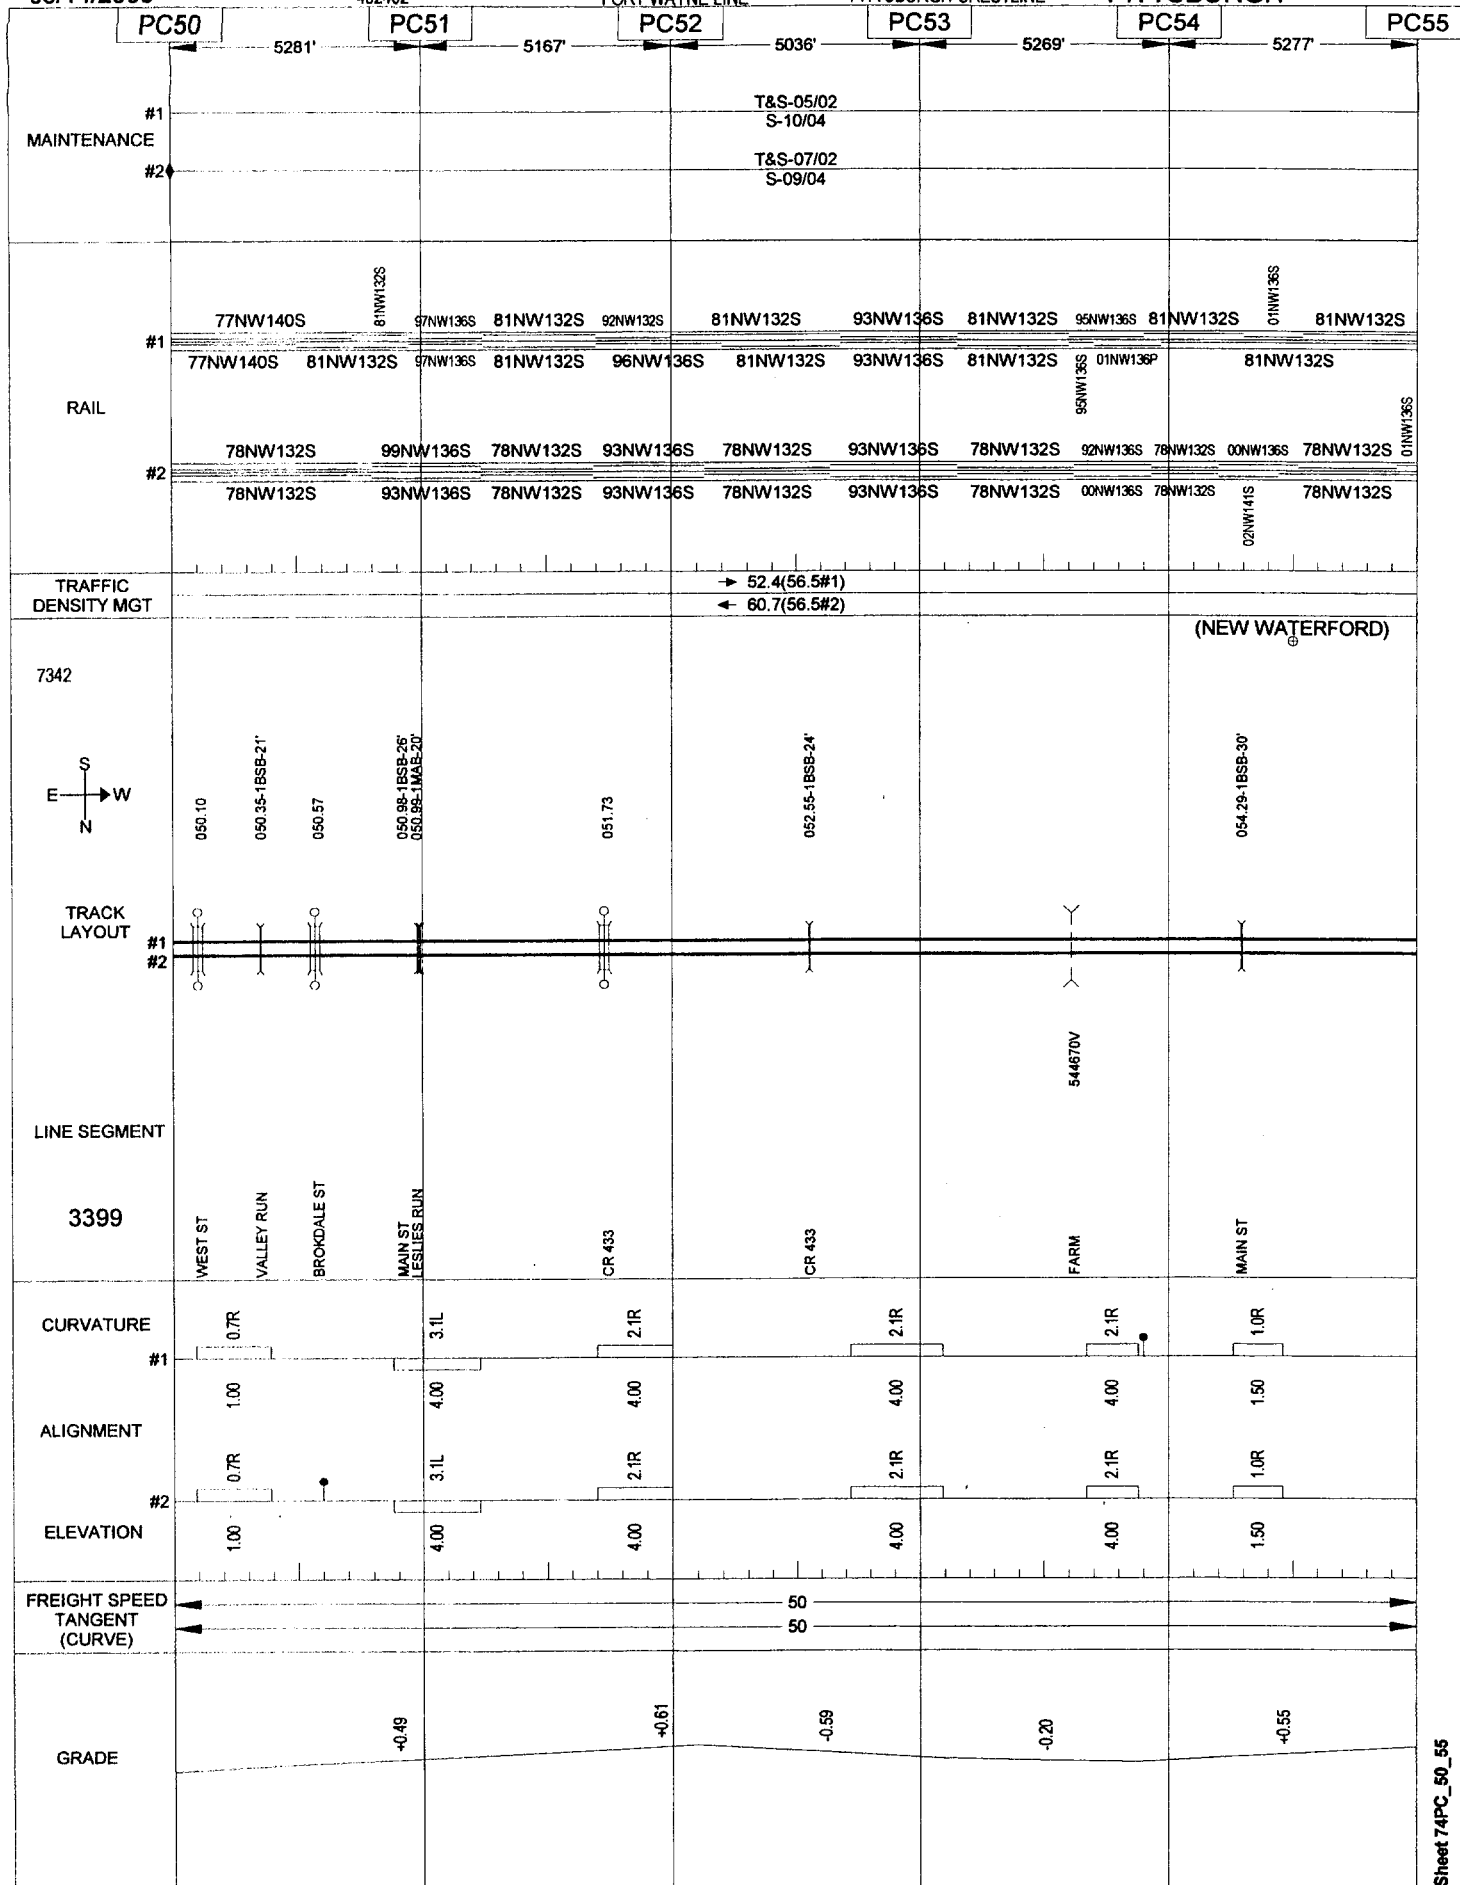 FORT WAYNE LINE
PITTSBURGH
PC50 PC51 PC52 PC53 PC54 PC55
5281' 5167' 5036' 5269' 5277'
MAINTENANCE
#1
T&S-05/02
S-10/04
#2
T&S-07/02
S-09/04
RAIL
#1
77NW140S 81NW132S 97NW136S 81NW132S 92NW132S 81NW132S 93NW136S 81NW132S 95NW136S 81NW132S 01NW136S 81NW132S
77NW140S 81NW132S 97NW136S 81NW132S 96NW136S 81NW132S 93NW136S 81NW132S 95NW136S 01NW136P 81NW132S
#2
78NW132S 99NW136S 78NW132S 93NW136S 78NW132S 93NW136S 78NW132S 92NW136S 78NW132S 00NW136S 78NW132S 01NW136S
78NW132S 93NW136S 78NW132S 93NW136S 78NW132S 93NW136S 78NW132S 00NW136S 78NW132S 02NW141S 78NW132S
TRAFFIC
DENSITY MGT
→ 52.4(56.5#1)
← 60.7(56.5#2)
(NEW WATERFORD)
7342
S
E W
N
050.10
050.35-1BSB-21'
050.57
050.98-1BSB-26'
050.99-1MAB-20'
051.73
052.55-1BSB-24'
054.29-1BSB-30'
TRACK
LAYOUT
#1
#2
544670V
LINE SEGMENT
3399
WEST ST
VALLEY RUN
BROKDALE ST
MAIN ST
LESLIES RUN
CR 433
CR 433
FARM
MAIN ST
CURVATURE
#1
0.7R 3.1L 2.1R 2.1R 2.1R 1.0R
1.00 4.00 4.00 4.00 4.00 1.50
ALIGNMENT
#2
0.7R 3.1L 2.1R 2.1R 2.1R 1.0R
ELEVATION
1.00 4.00 4.00 4.00 4.00 1.50
FREIGHT SPEED
TANGENT
(CURVE)
50
50
GRADE
+0.49 +0.61 -0.59 -0.20 +0.55
Sheet 74PC_50_55